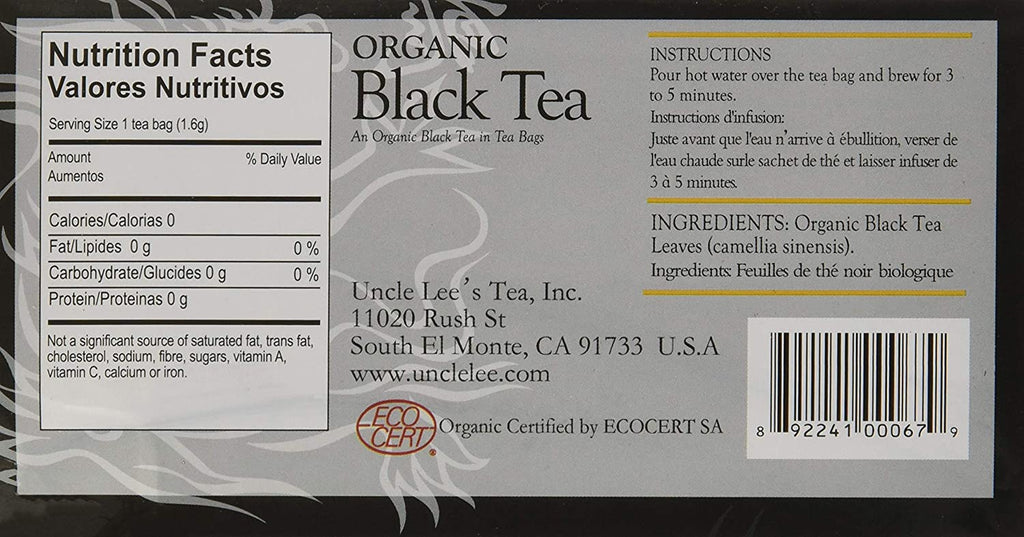 Nutrition Facts
Valores Nutritivos
Serving Size 1 tea bag (1.6g)
Amount % Daily Value
Aumentos
Calories/Calorias 0
Fat/Lipides 0 g 0 %
Carbohydrate/Glucides 0 g 0 %
Protein/Proteinas 0 g
Not a significant source of saturated fat, trans fat,
cholesterol, sodium, fibre, sugars, vitamin A,
vitamin C, calcium or iron.
ORGANIC
Black Tea
An Organic Black Tea in Tea Bags
Uncle Lee's Tea, Inc.
11020 Rush St
South El Monte, CA 91733 U.S.A
www.unclelee.com
ECO
CERT®
Organic Certified by ECOCERT SA
INSTRUCTIONS
Pour hot water over the tea bag and brew for 3
to 5 minutes.
Instructions d'infusion:
Juste avant que l'eau n'arrive à ébullition, verser de
l'eau chaude surle sachet de thé et laisser infuser de
3 à 5 minutes.
INGREDIENTS: Organic Black Tea
Leaves (camellia sinensis).
Ingredients: Feuilles de thé noir biologique
8 92241 00067 9